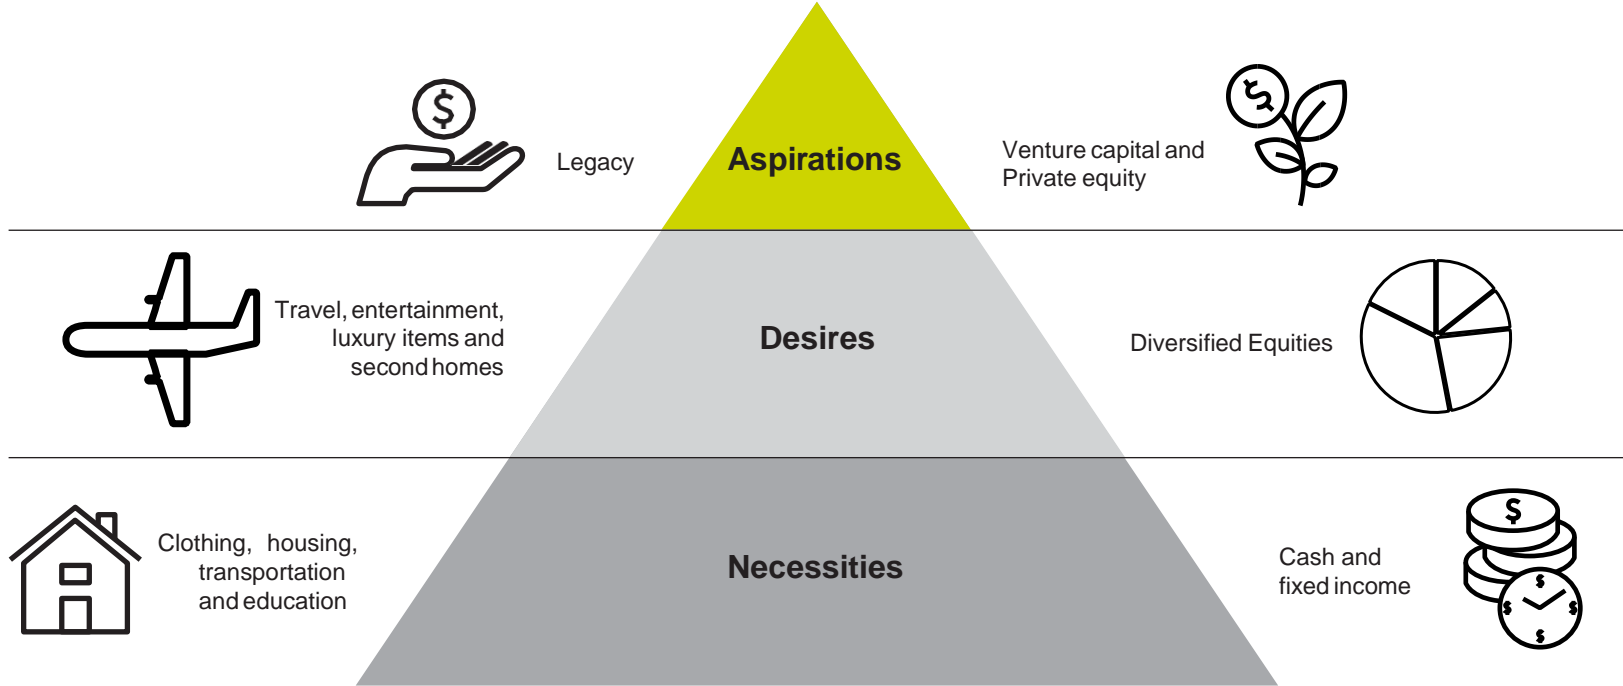 Legacy
Aspirations
Venture capital and
Private equity
Travel, entertainment,
luxury items and
second homes
Desires
Diversified Equities
Clothing, housing,
transportation
and education
Necessities
Cash and
fixed income
$
$
$
$
$
$
$